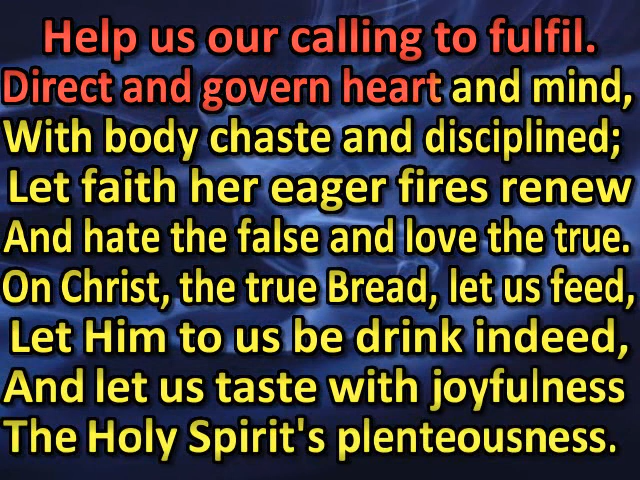 Help us our calling to fulfil.
Direct and govern heart and mind,
With body chaste and disciplined;
Let faith her eager fires renew
And hate the false and love the true.
On Christ, the true Bread, let us feed,
Let Him to us be drink indeed,
And let us taste with joyfulness
The Holy Spirit's plenteousness.